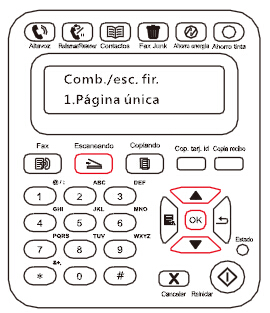 Altavoz Rellamar/Retener Contactos Fax Junk Ahorro energía Ahorro tinta
Comb./esc. fir.
1.Página única
Fax Escaneando Copiando Cop. tarj. id Copia recibo
@/: ABC DEF
1 2 3
GHI JKL MNO
4 5 6
PQRS TUV WXYZ
7 8 9
&+,
* 0 #
OK
Estado
X
Cancelar Reiniciar